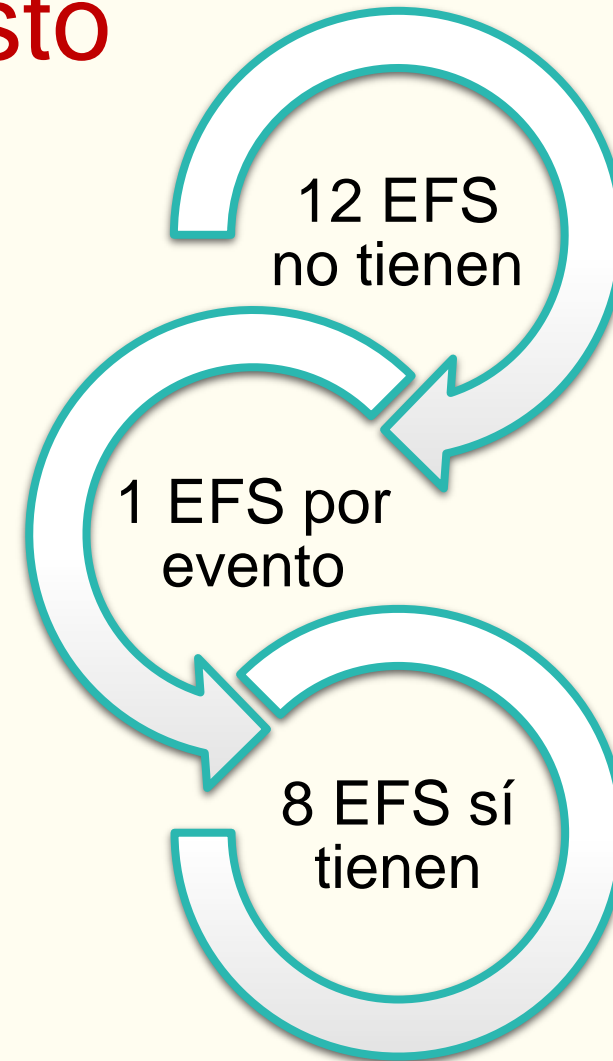 sto
12 EFS
no tienen
1 EFS por
evento
8 EFS sí
tienen